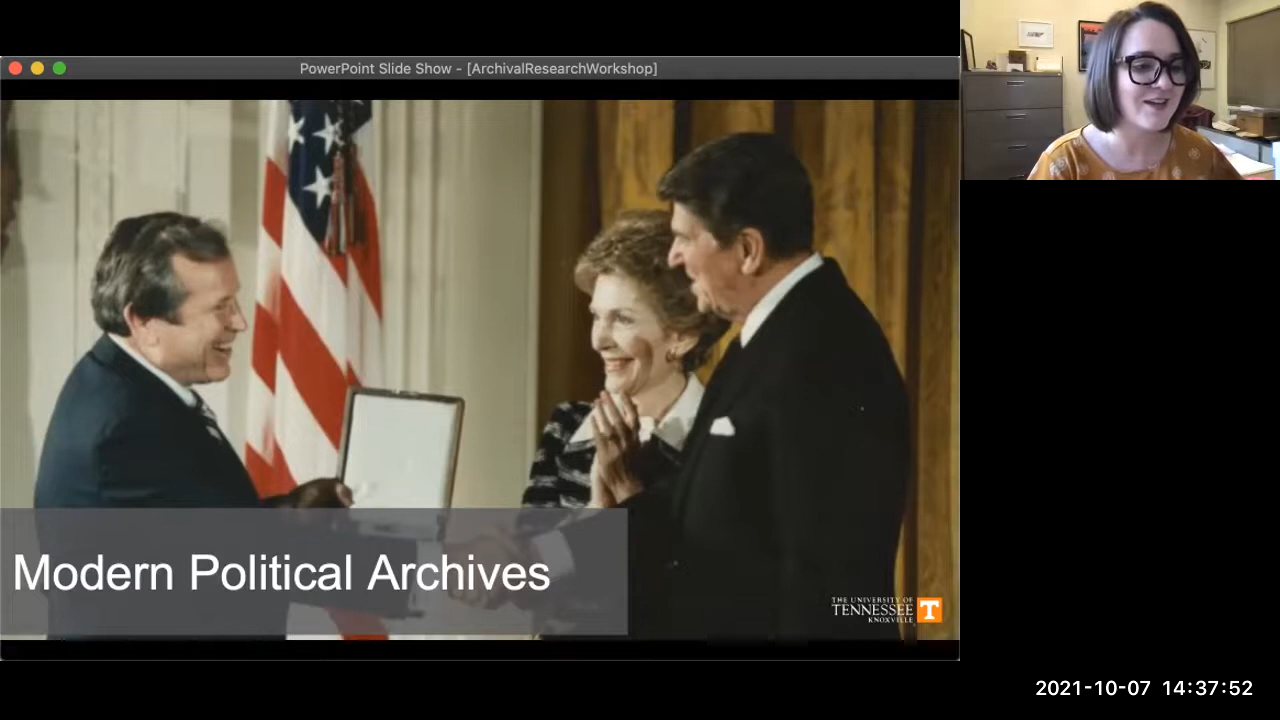 PowerPoint Slide Show - [ArchivalResearchWorkshop]
Modern Political Archives
THE UNIVERSITY OF
TENNESSEE T
KNOXVILLE
2021-10-07 14:37:52